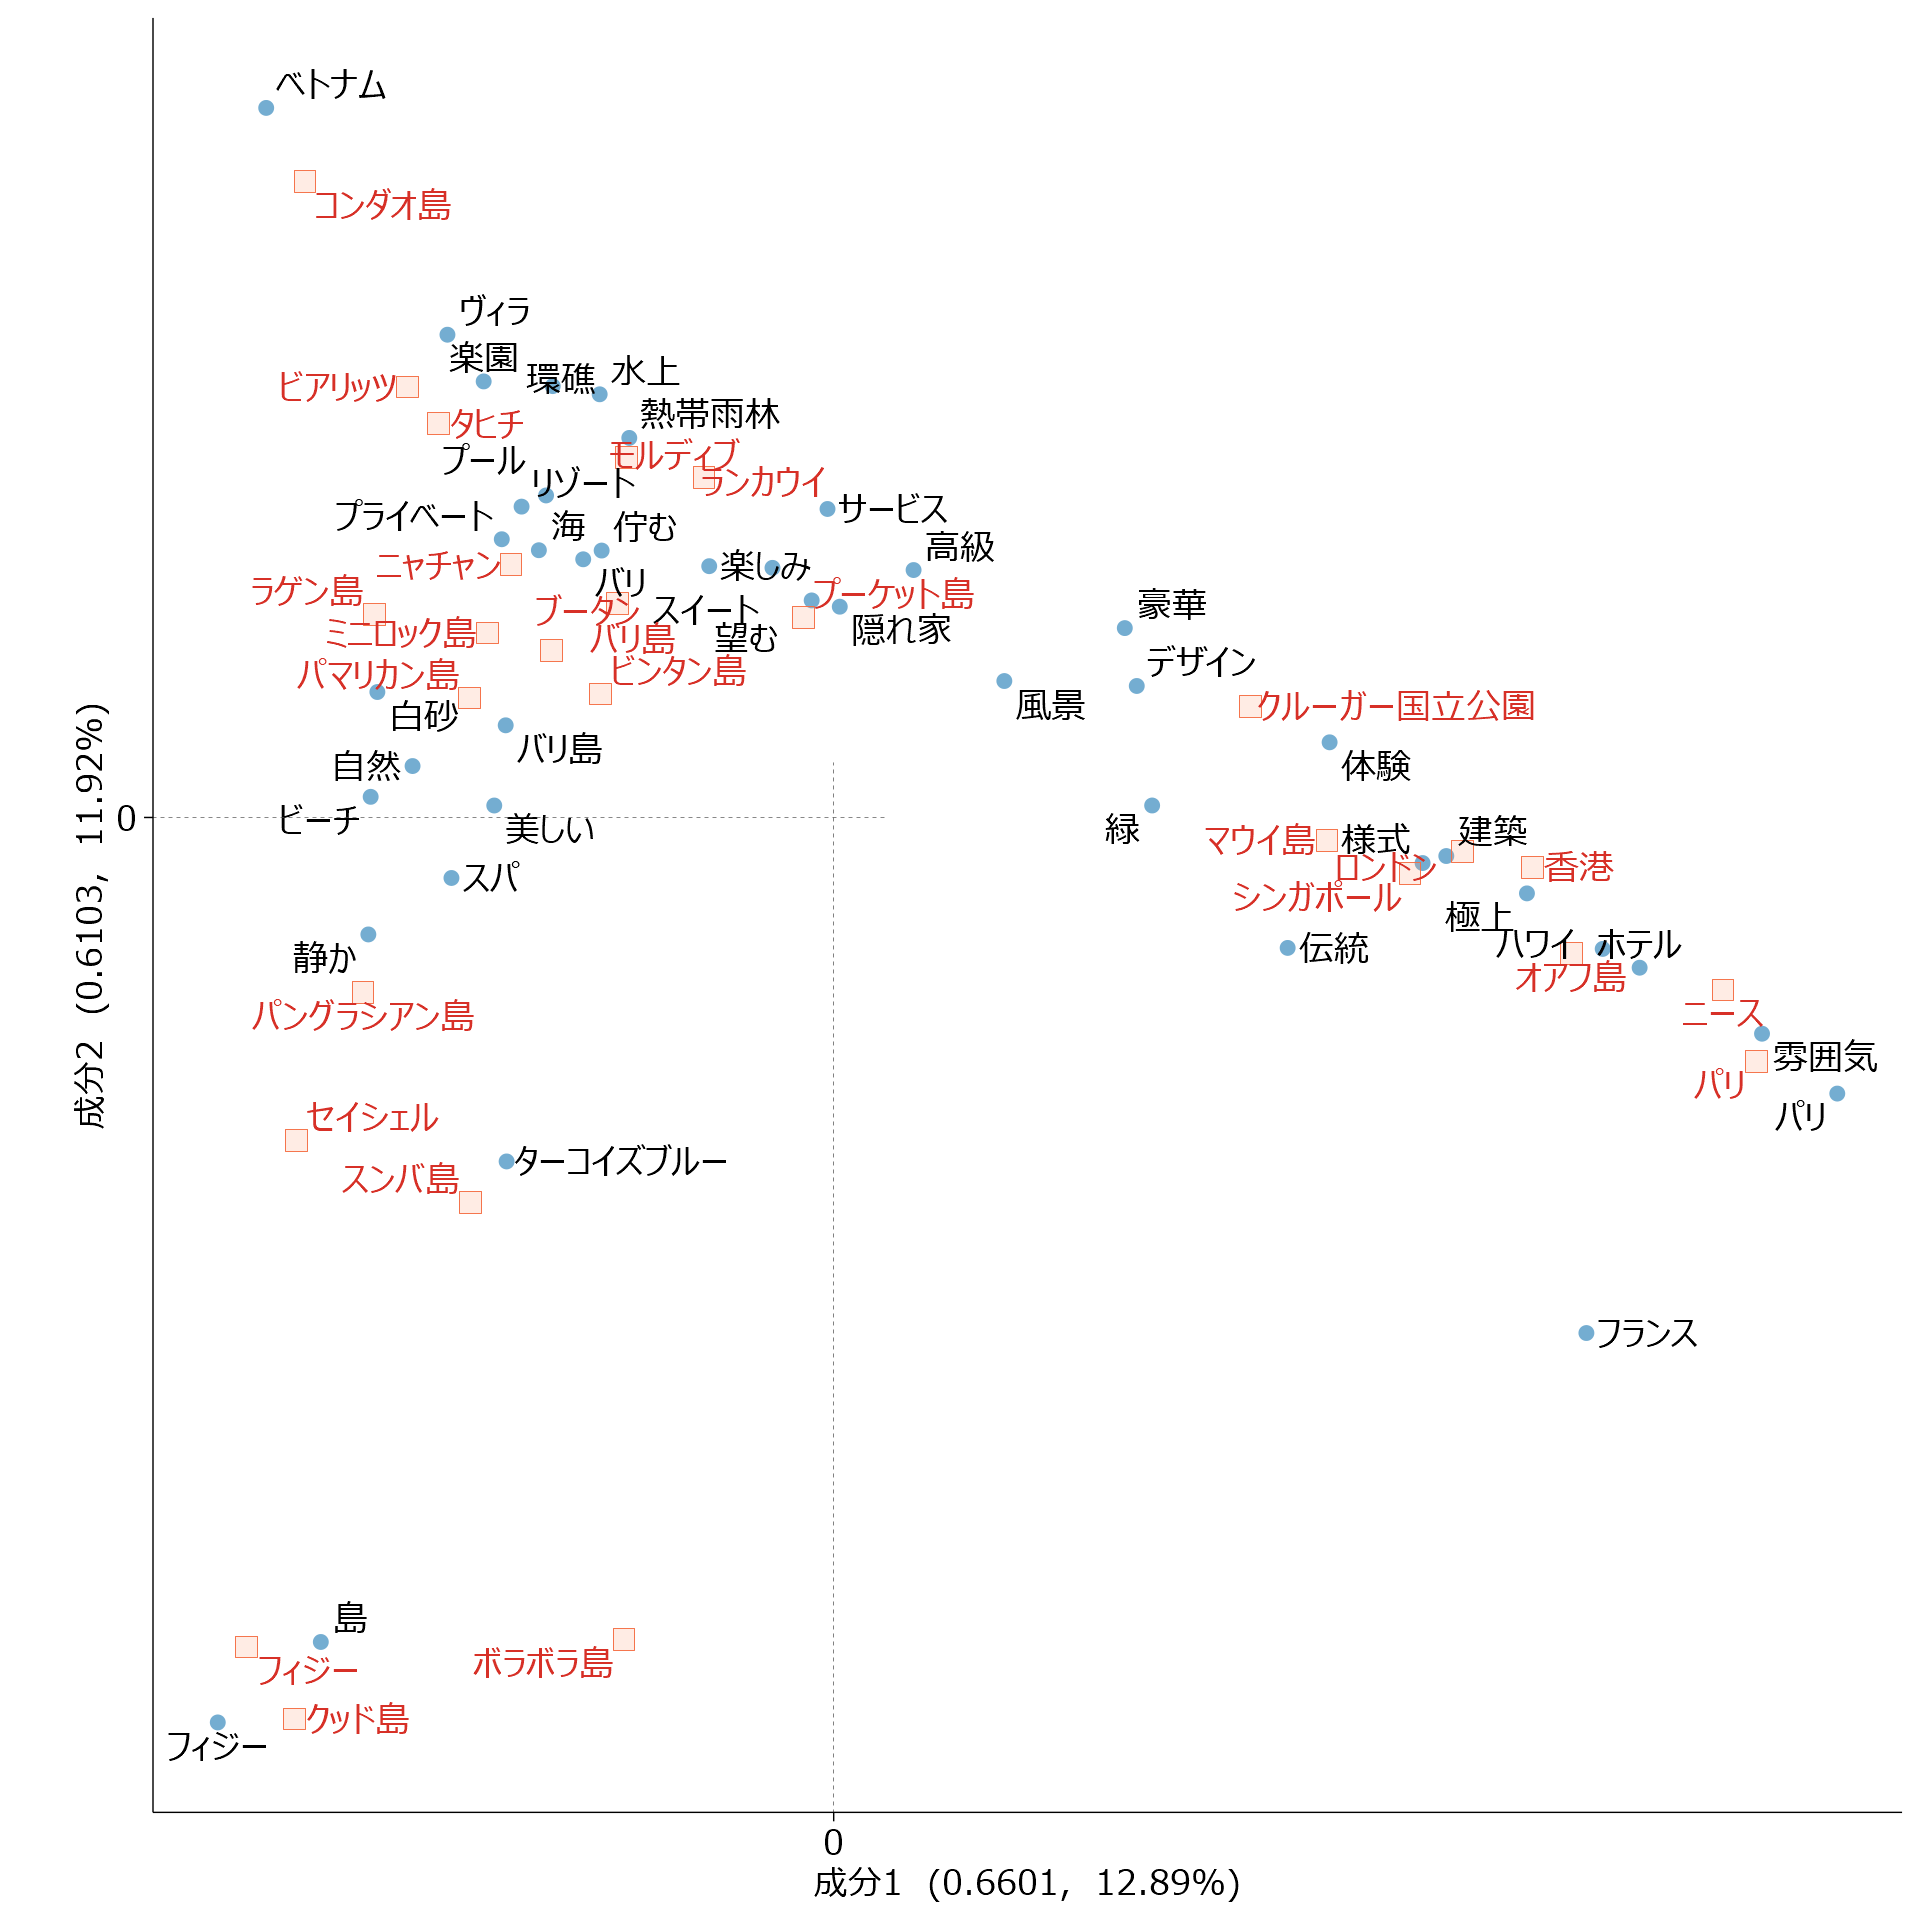 ベトナム
コンダオ島
ヴィラ
楽園
環礁
水上
ビアリッツ
タヒチ
熱帯雨林
モルディブ
プール
リゾート
ランカウイ
プライベート
海
佇む
サービス
高級
ニャチャン
バリ
楽しみ
ラゲン島
ブータン
スイート
プーケット島
豪華
ミニロック島
バリ島
望む
隠れ家
パマリカン島
ビンタン島
デザイン
白砂
風景
クルーガー国立公園
バリ島
自然
体験
ビーチ
美しい
緑
マウイ島
様式
建築
ロンドン
香港
スパ
シンガポール
極上
静か
伝統
ハワイ
ホテル
オアフ島
パングラシアン島
ニース
雰囲気
パリ
パリ
セイシェル
ターコイズブルー
スンバ島
フランス
島
フィジー
ボラボラ島
クッド島
フィジー
0
0
成分1 (0.6601, 12.89%)
成分2 (0.6103, 11.92%)